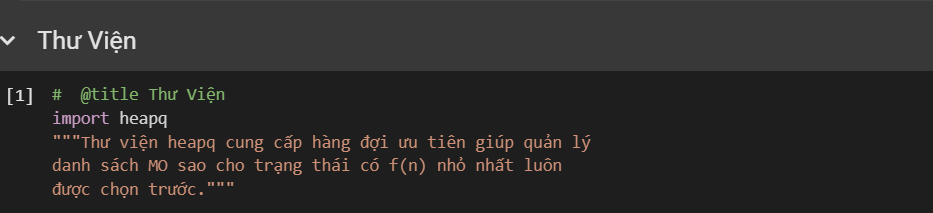 Thư Viện
[1] # @title Thư Viện
import heapq
"""Thư viện heapq cung cấp hàng đợi ưu tiên giúp quản lý
danh sách MO sao cho trạng thái có f(n) nhỏ nhất luôn
được chọn trước."""